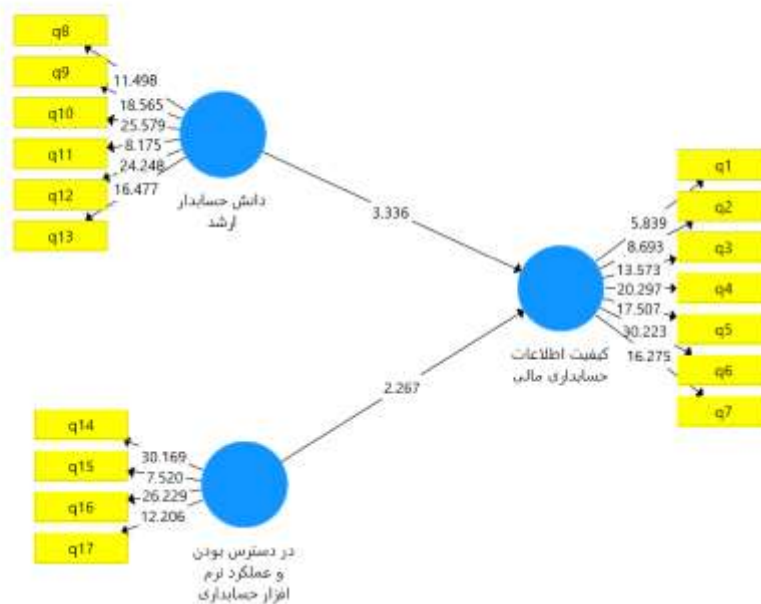 q8
q9
q10
q11
q12
q13
11.498
18.565
25.579
8.175
24.248
16.477
دانش حسابدار
ارشد
3.336
2.267
کیفیت اطلاعات
حسابداری مالی
5.839
8.693
13.573
20.297
17.507
30.223
16.275
q1
q2
q3
q4
q5
q6
q7
q14
q15
q16
q17
30.169
7.520
26.229
12.206
در دسترس بودن
و عملکرد نرم
افزار حسابداری